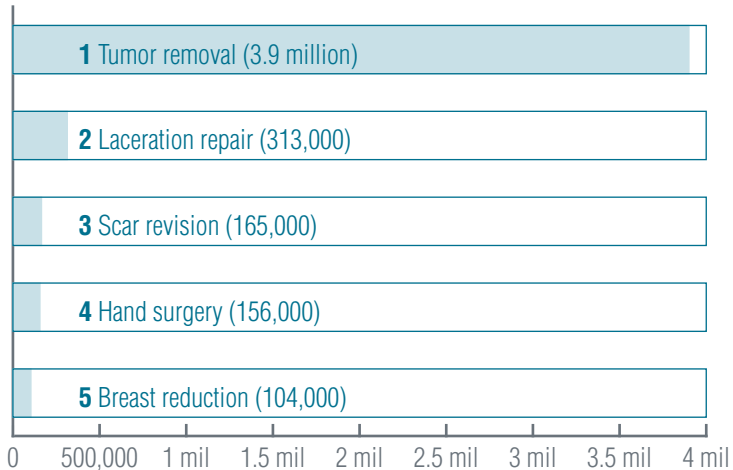 1 Tumor removal (3.9 million)
2 Laceration repair (313,000)
3 Scar revision (165,000)
4 Hand surgery (156,000)
5 Breast reduction (104,000)
0 500,000 1 mil 1.5 mil 2 mil 2.5 mil 3 mil 3.5 mil 4 mil